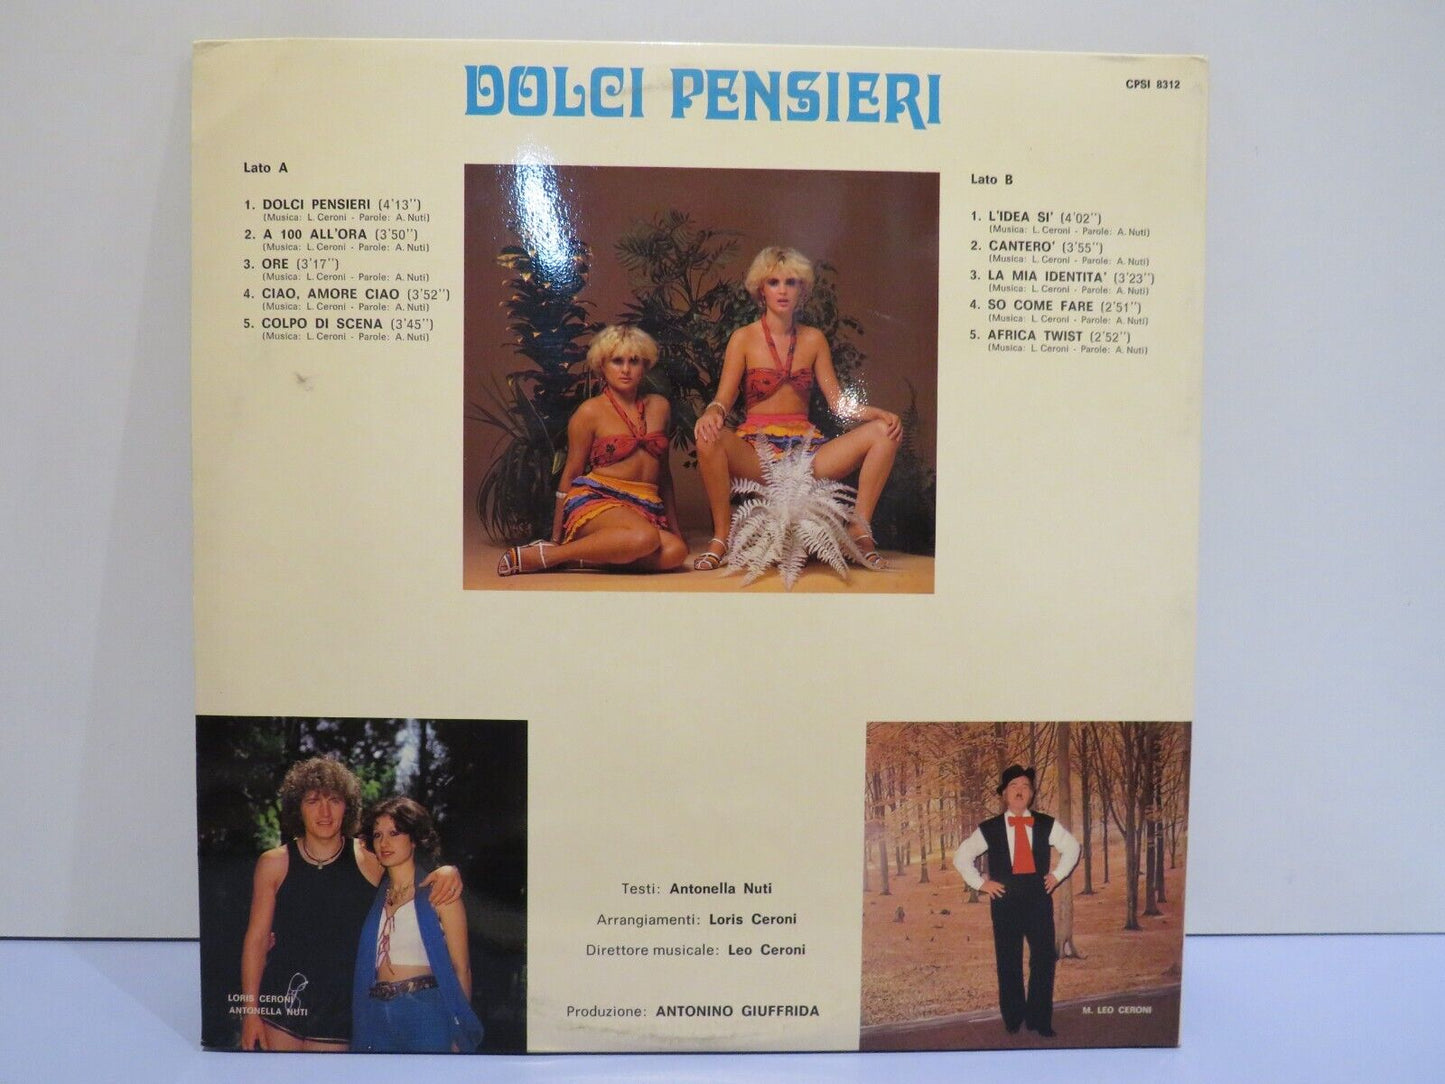 DOLCI PENSIERI
CPSI 8312
Lato A
1. DOLCI PENSIERI (4'13'')
(Musica: L. Ceroni - Parole: A. Nuti)
2. A 100 ALL'ORA (3'50'')
(Musica: L. Ceroni - Parole: A. Nuti)
3. ORE (3'17'')
(Musica: L. Ceroni - Parole: A. Nuti)
4. CIAO, AMORE CIAO (3'52'')
(Musica: L. Ceroni - Parole: A. Nuti)
5. COLPO DI SCENA (3'45'')
(Musica: L. Ceroni - Parole: A. Nuti)
Lato B
1. L'IDEA SI' (4'02'')
(Musica: L. Ceroni - Parole: A. Nuti)
2. CANTERO' (3'55'')
(Musica: L. Ceroni - Parole: A. Nuti)
3. LA MIA IDENTITA' (3'23'')
(Musica: L. Ceroni - Parole: A. Nuti)
4. SO COME FARE (2'51'')
(Musica: L. Ceroni - Parole: A. Nuti)
5. AFRICA TWIST (2'52'')
(Musica: L. Ceroni - Parole: A. Nuti)
Testi: Antonella Nuti
Arrangiamenti: Loris Ceroni
Direttore musicale: Leo Ceroni
Produzione: ANTONINO GIUFFRIDA
LORIS CERONI
ANTONELLA NUTI
M. LEO CERONI